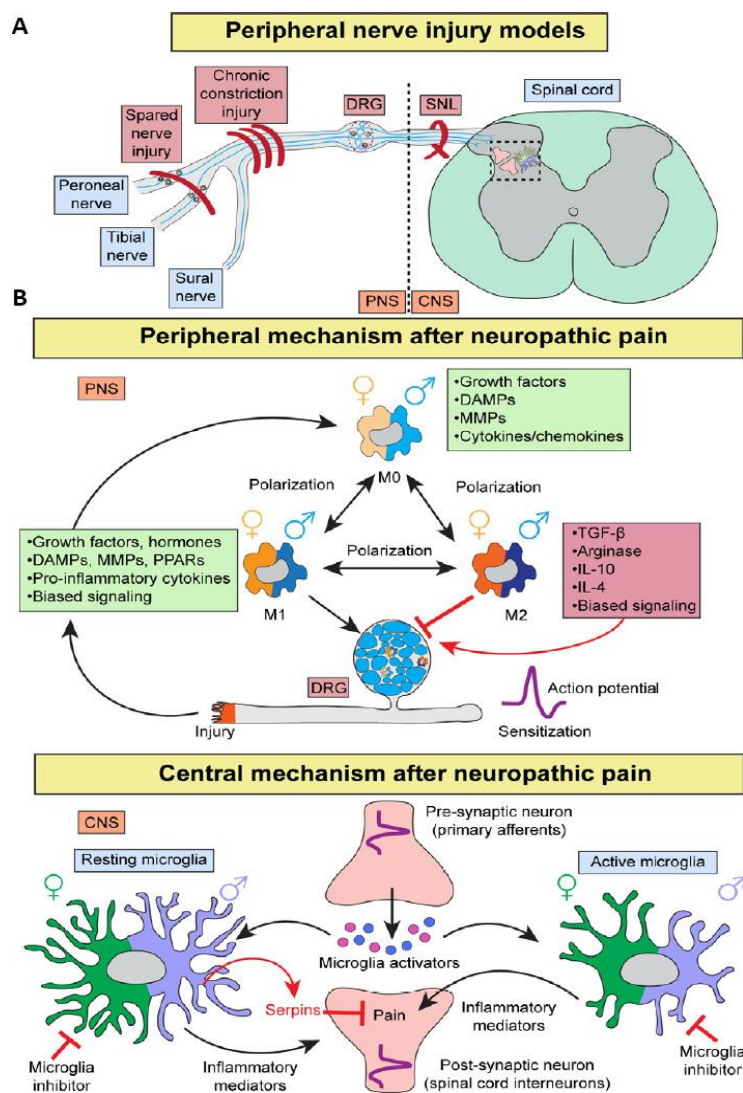 A
Peripheral nerve injury models
Chronic
constriction
injury
DRG
SNL
Spinal cord
Spared
nerve
injury
Peroneal
nerve
Tibial
nerve
Sural
nerve
PNS
CNS
B
Peripheral mechanism after neuropathic pain
PNS
♀
♂
•Growth factors
•DAMPs
•MMPs
•Cytokines/chemokines
M0
Polarization
Polarization
♀
♂
♀
♂
•Growth factors, hormones
•DAMPs, MMPs, PPARs
•Pro-inflammatory cytokines
•Biased signaling
Polarization
•TGF-β
•Arginase
•IL-10
•IL-4
•Biased signaling
M1
M2
DRG
Action potential
Injury
Sensitization
Central mechanism after neuropathic pain
CNS
Pre-synaptic neuron
(primary afferents)
Resting microglia
Active microglia
♀
♂
♀
♂
Microglia activators
Serpins
Pain
Inflammatory
mediators
Microglia
inhibitor
Inflammatory
mediators
Post-synaptic neuron
(spinal cord interneurons)
Microglia
inhibitor